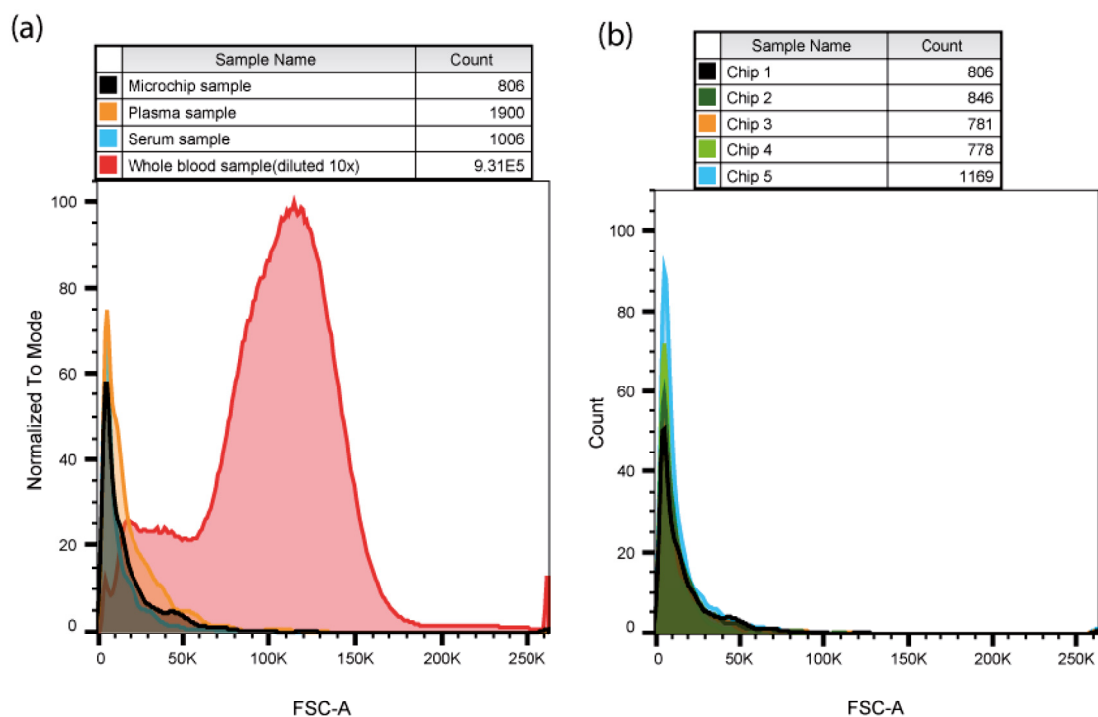 (a)
Sample Name Count
Microchip sample 806
Plasma sample 1900
Serum sample 1006
Whole blood sample(diluted 10x) 9.31E5
100
80
60
40
20
0
Normalized To Mode
0 50K 100K 150K 200K 250K
FSC-A
(b)
Sample Name Count
Chip 1 806
Chip 2 846
Chip 3 781
Chip 4 778
Chip 5 1169
100
80
60
40
20
0
Count
0 50K 100K 150K 200K 250K
FSC-A